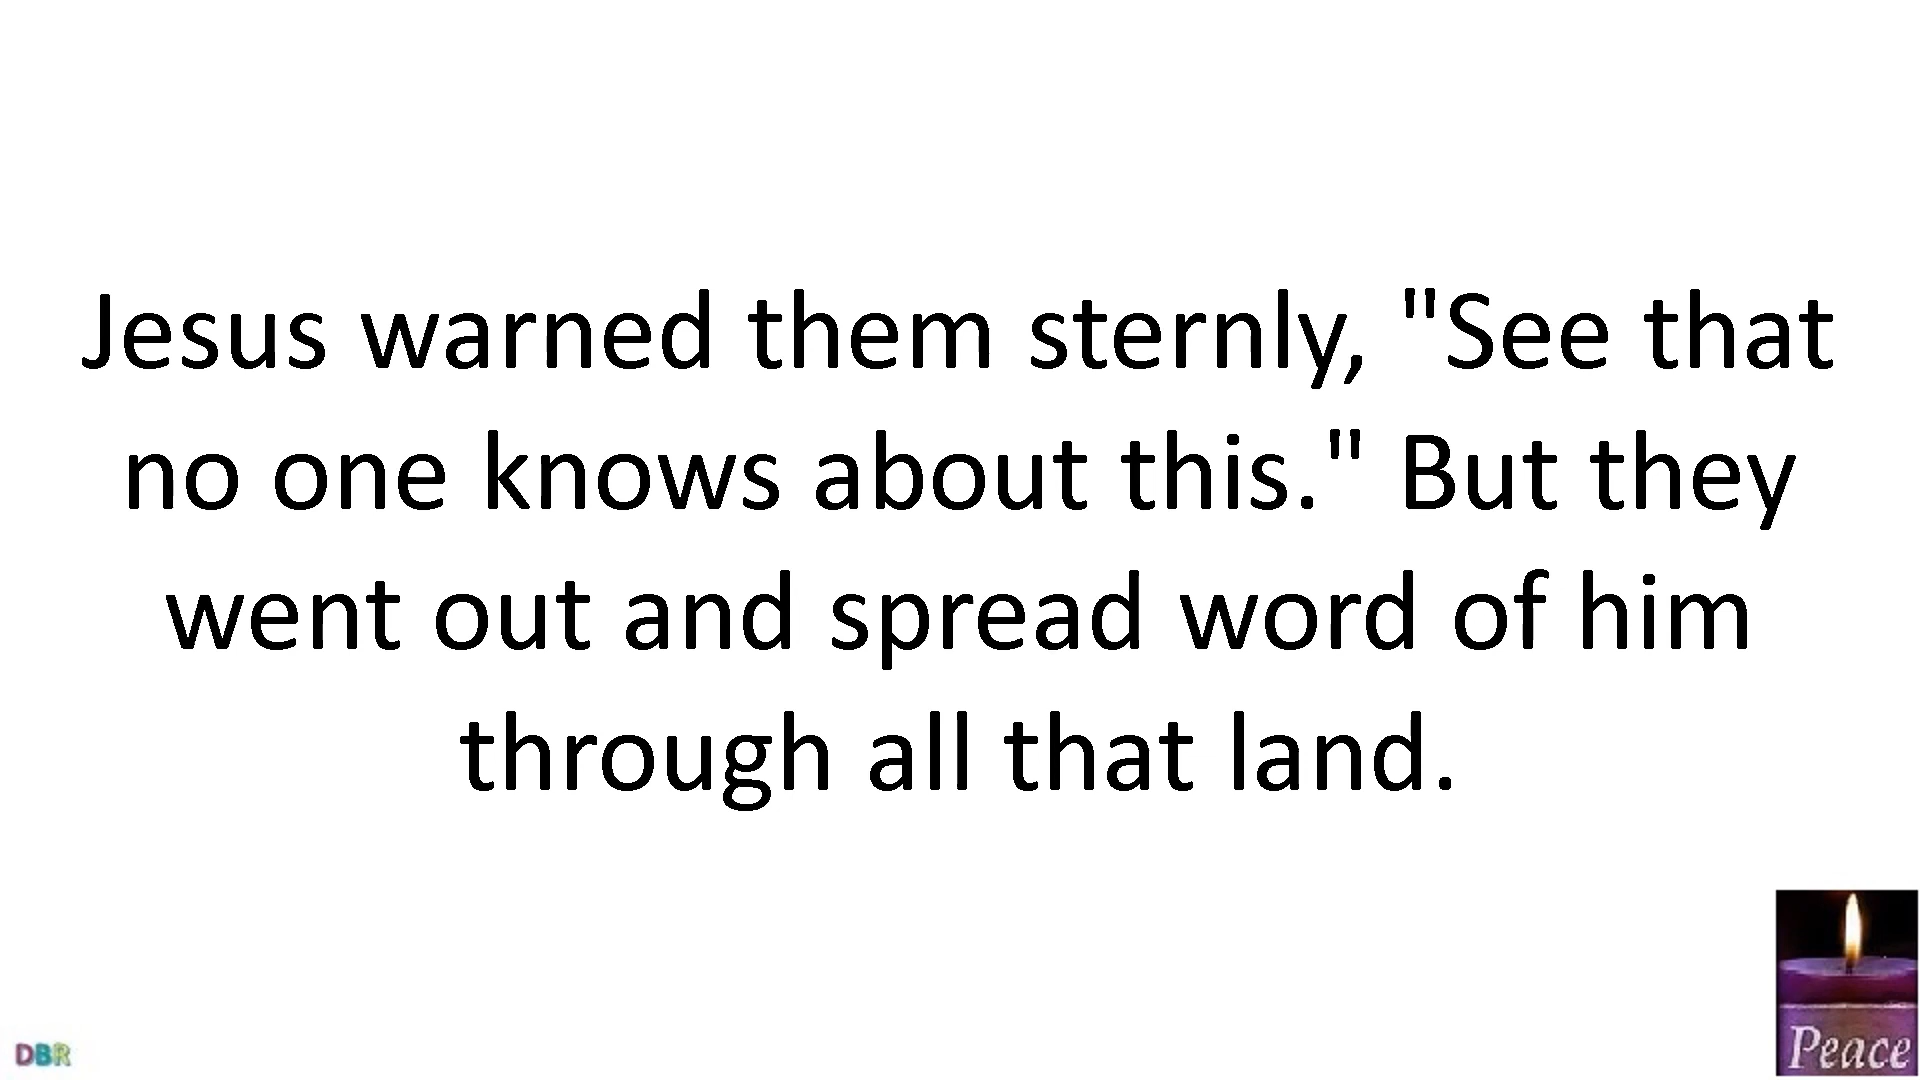 Jesus warned them sternly, "See that
no one knows about this." But they
went out and spread word of him
through all that land.
DBR
Peace